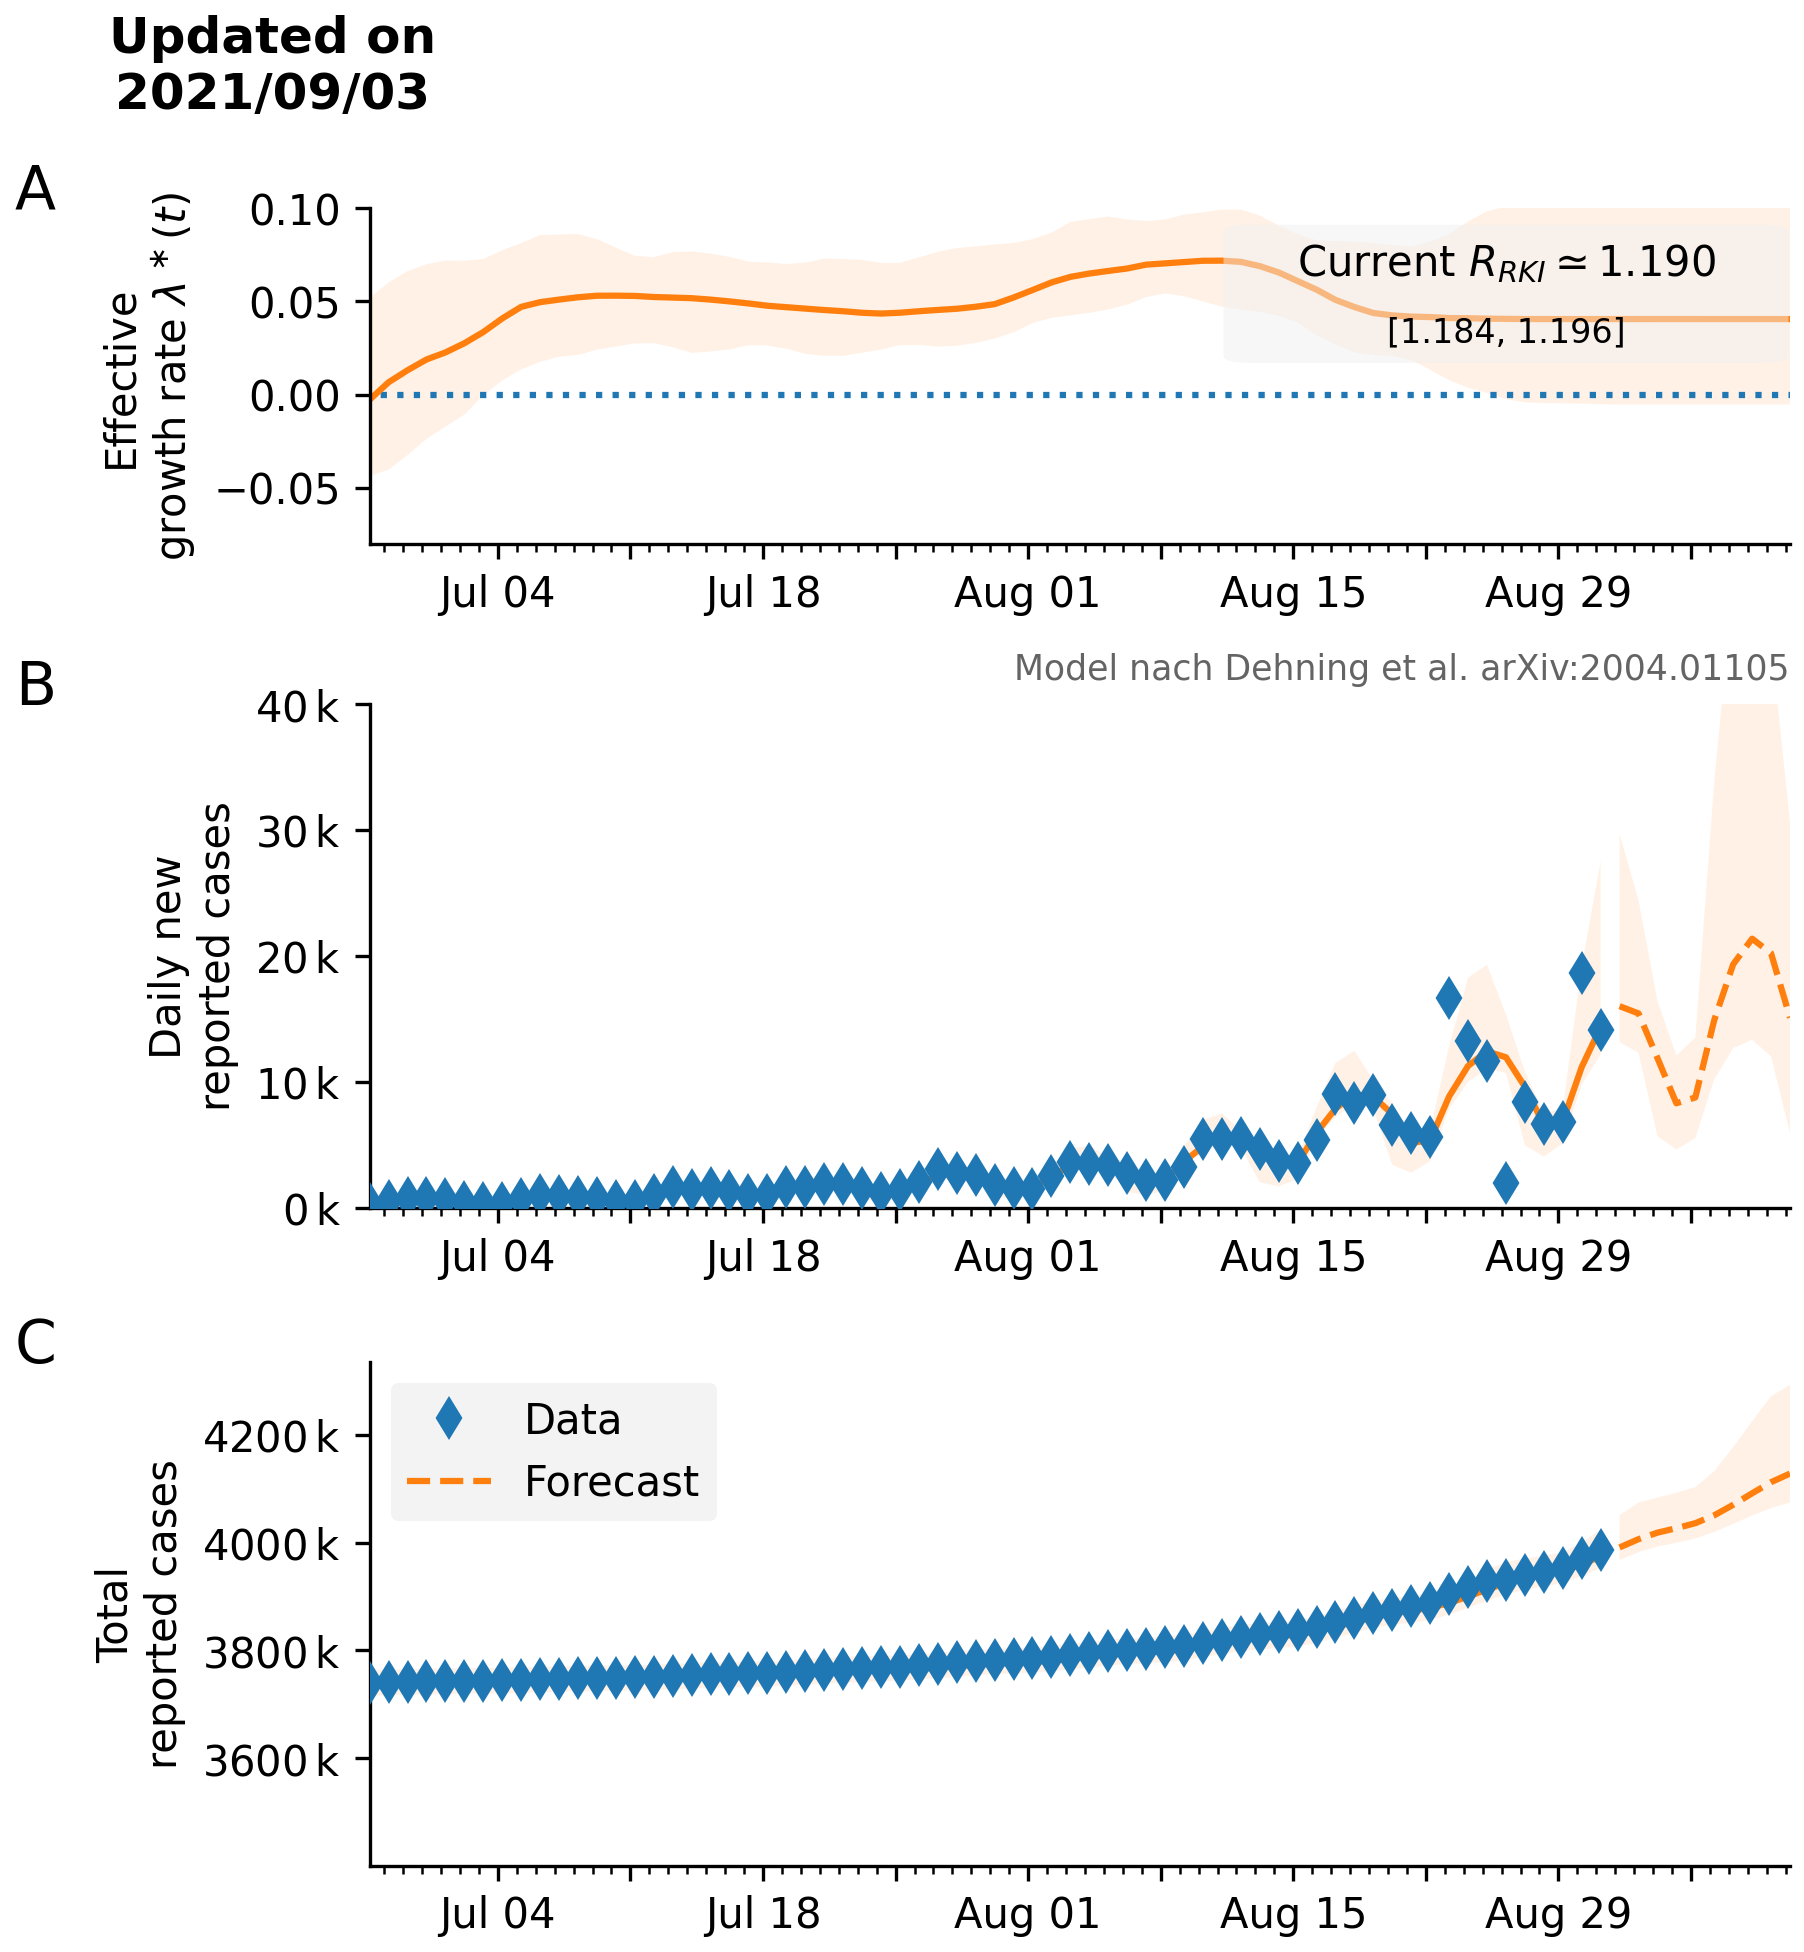 Updated on
2021/09/03
A
Effective
growth rate λ * (t)
0.10
0.05
0.00
−0.05
Current R_RKI ≃ 1.190
[1.184, 1.196]
Jul 04
Jul 18
Aug 01
Aug 15
Aug 29
Model nach Dehning et al. arXiv:2004.01105
B
Daily new
reported cases
40 k
30 k
20 k
10 k
0 k
Jul 04
Jul 18
Aug 01
Aug 15
Aug 29
C
Total
reported cases
4200 k
4000 k
3800 k
3600 k
Data
Forecast
Jul 04
Jul 18
Aug 01
Aug 15
Aug 29